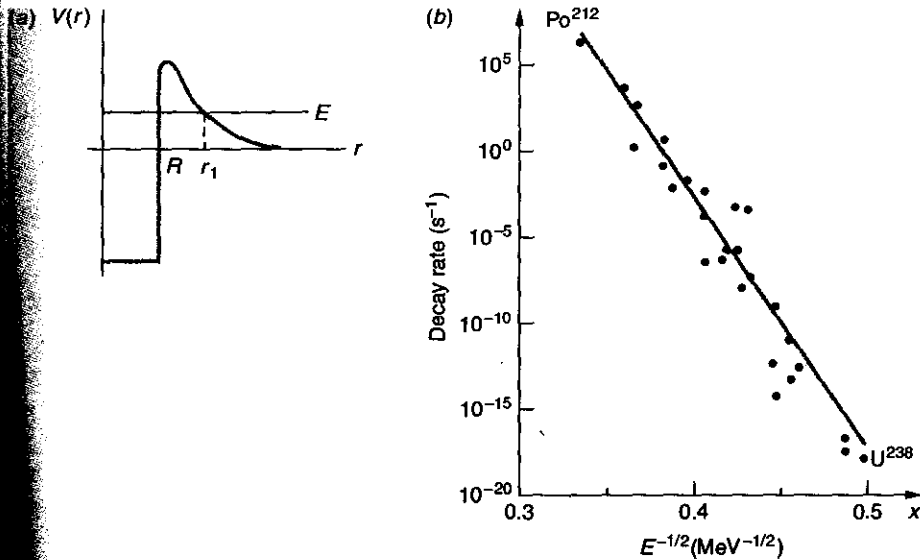 (a) V(r)
E
r
R r₁
(b)
Po²¹²
10⁵
10⁰
10⁻⁵
10⁻¹⁰
10⁻¹⁵
10⁻²⁰
Decay rate (s⁻¹)
U²³⁸
0.3 0.4 0.5 x
E⁻¹/²(MeV⁻¹/²)